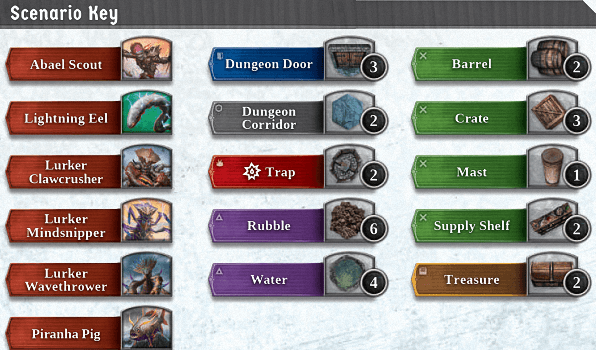 Scenario Key
Abael Scout
Lightning Eel
Lurker
Clawcrusher
Lurker
Mindsnipper
Lurker
Wavethrower
Piranha Pig
Dungeon Door 3
Dungeon
Corridor 2
Trap 2
Rubble 6
Water 4
Barrel 2
Crate 3
Mast 1
Supply Shelf 2
Treasure 2